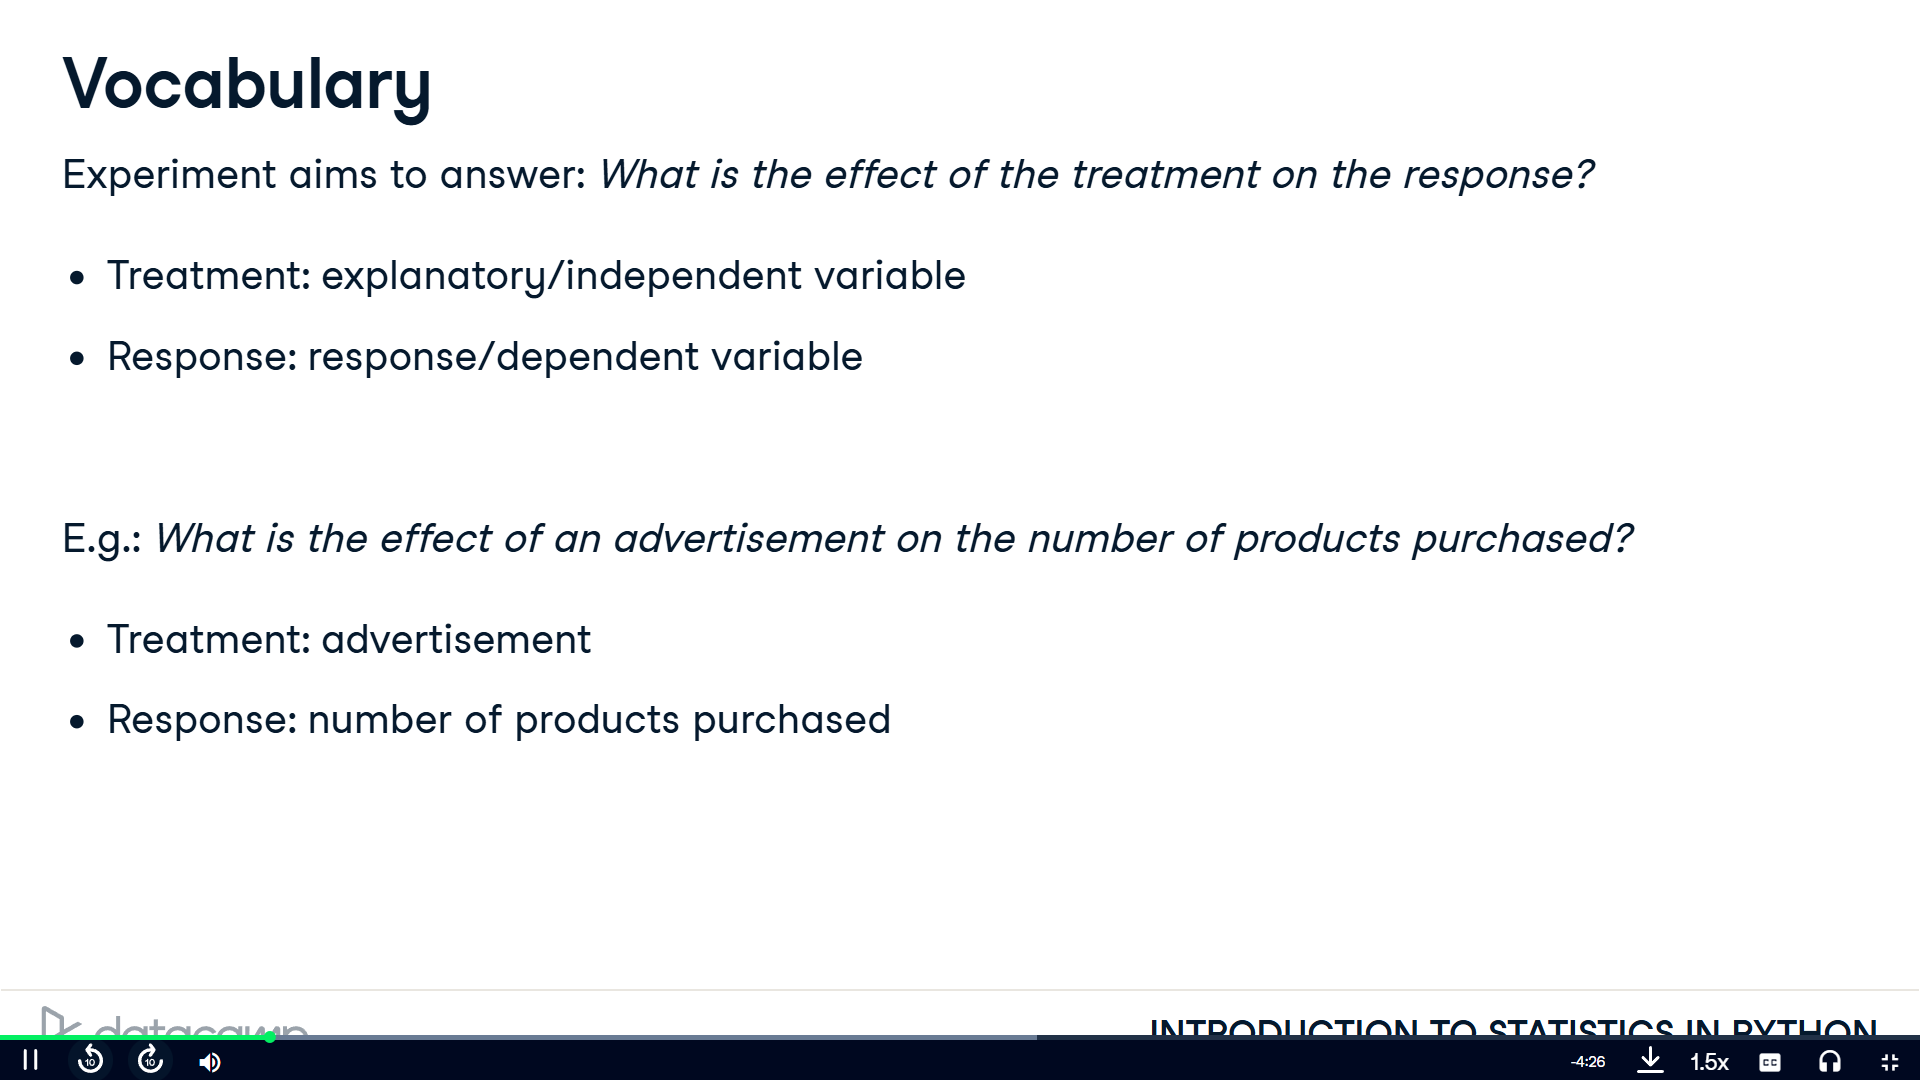 Vocabulary
Experiment aims to answer: What is the effect of the treatment on the response?
• Treatment: explanatory/independent variable
• Response: response/dependent variable
E.g.: What is the effect of an advertisement on the number of products purchased?
• Treatment: advertisement
• Response: number of products purchased
datacamp
INTRODUCTION TO STATISTICS IN PYTHON
10 10 -4:26 1.5x CC